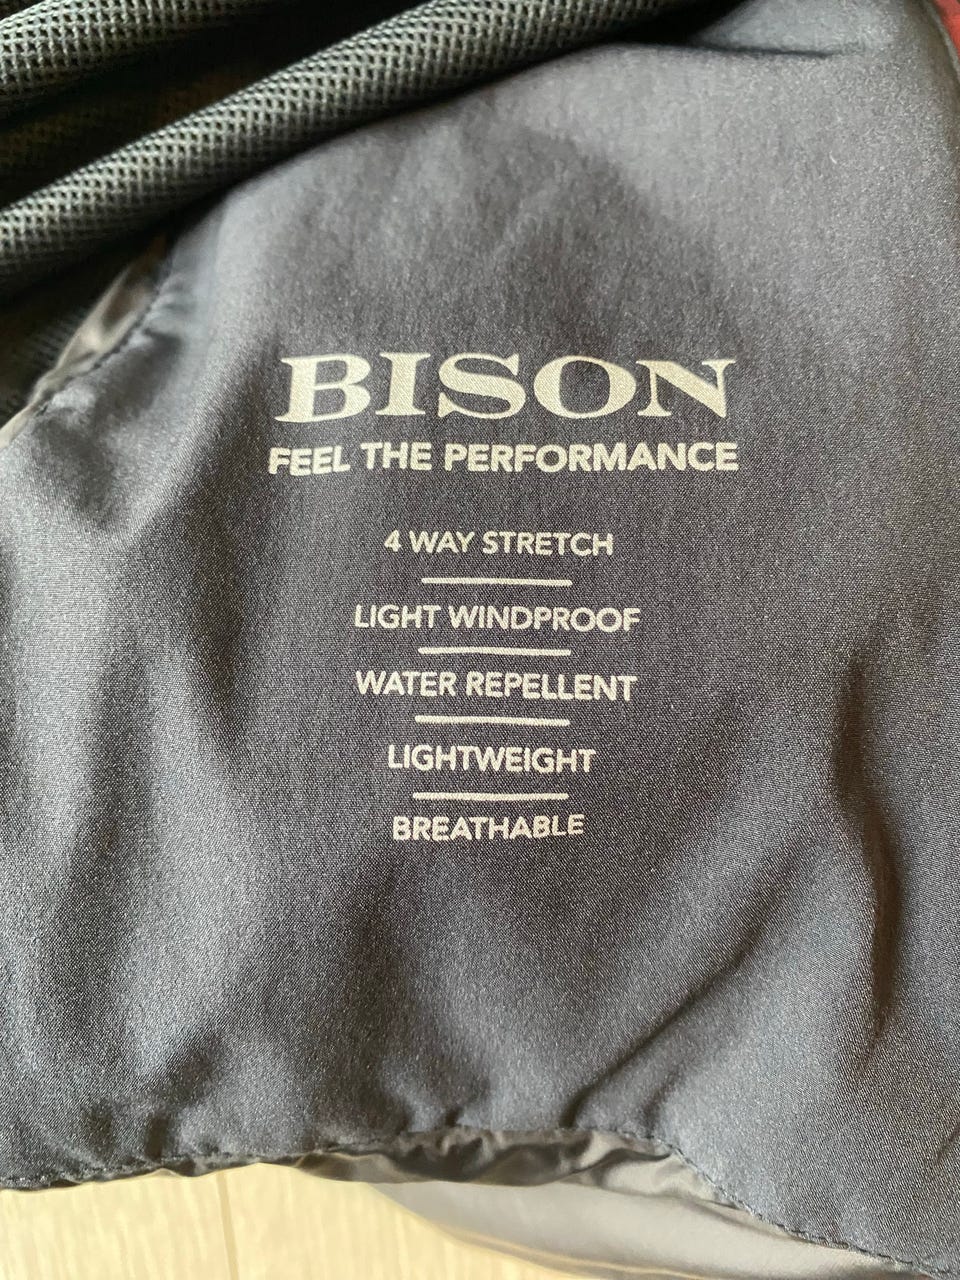 BISON
FEEL THE PERFORMANCE
4 WAY STRETCH
LIGHT WINDPROOF
WATER REPELLENT
LIGHTWEIGHT
BREATHABLE